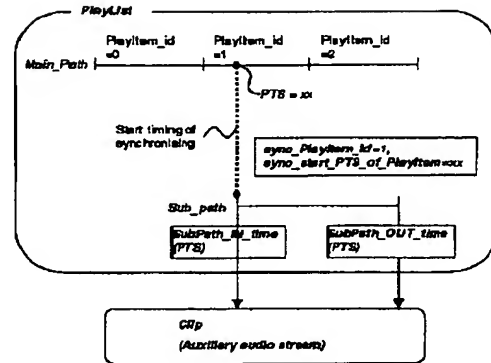 PlayList
PlayItem_id
=0
PlayItem_id
=1
PlayItem_id
=2
Main_Path
PTS = xx
Start timing of
synchronising
sync_PlayItem_id=1,
sync_start_PTS_of_PlayItem=xx
Sub_path
SubPath_IN_time
(PTS)
SubPath_OUT_time
(PTS)
Clip
(Auxiliary audio stream)